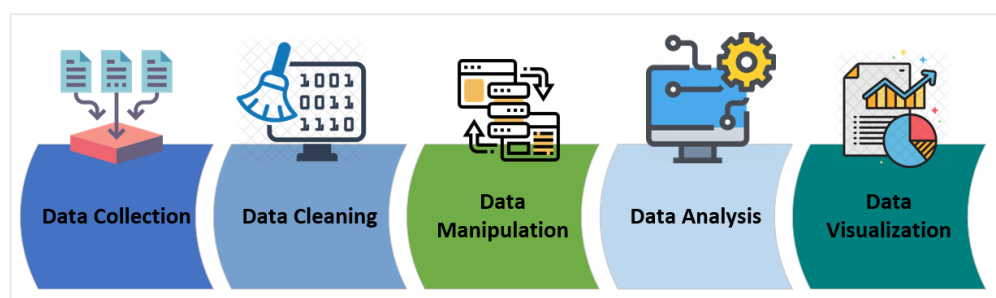 1001
0011
1110
Data Collection
Data Cleaning
Data
Manipulation
Data Analysis
Data
Visualization